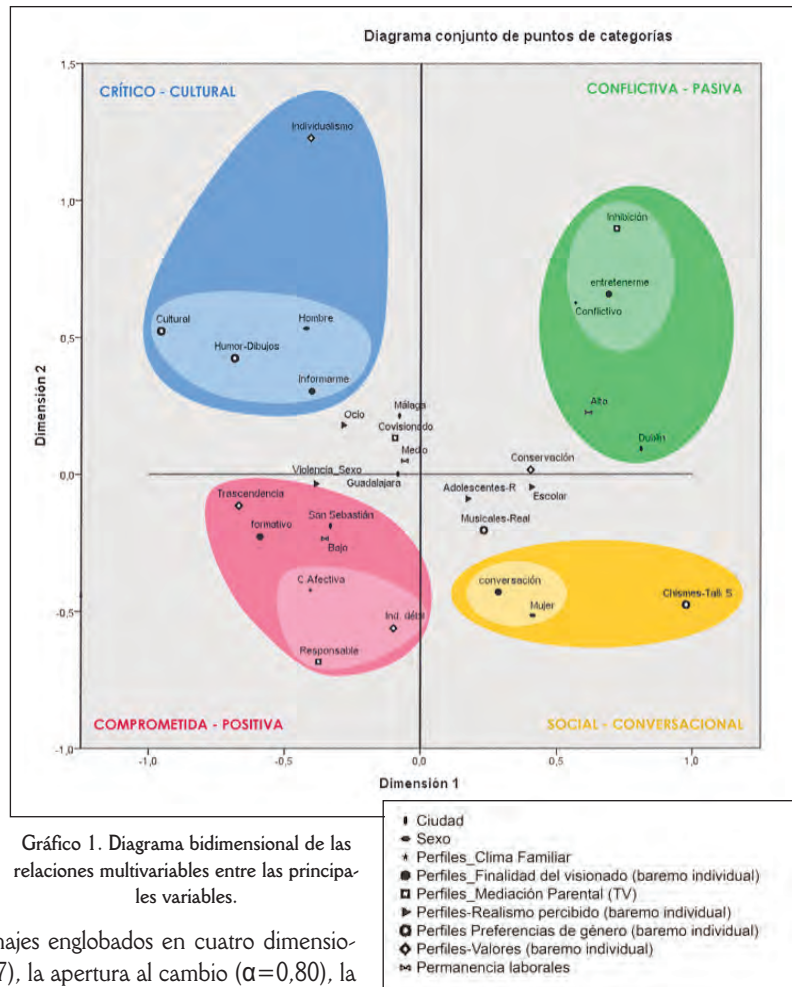 Diagrama conjunto de puntos de categorías
1,5
CRÍTICO - CULTURAL
CONFLICTIVA - PASIVA
Individualismo
1,0
Inhibición
entretenerme
Conflictivo
Cultural
Hombre
0,5
Humor-Dibujos
Informarme
Alto
Ocio
Málaga
Covisionado
Dublín
Medio
Conservación
Dimensión 2
0,0
Violencia_Sexo
Guadalajara
Adolescentes-R
Escolar
Trascendencia
San Sebastián
Musicales-Real
formativo
Bajo
C.Afectiva
conversación
Chismes-Tall. S
-0,5
Ind. débil
Mujer
Responsable
COMPROMETIDA - POSITIVA
SOCIAL - CONVERSACIONAL
-1,0
-1,0
-0,5
0,0
0,5
1,0
Dimensión 1
Gráfico 1. Diagrama bidimensional de las
relaciones multivariables entre las principa-
les variables.
Ciudad
Sexo
Perfiles_Clima Familiar
Perfiles_Finalidad del visionado (baremo individual)
Perfiles_Mediación Parental (TV)
Perfiles-Realismo percibido (baremo individual)
Perfiles Preferencias de género (baremo individual)
Perfiles-Valores (baremo individual)
Permanencia laborales
najes englobados en cuatro dimensio-
7), la apertura al cambio (α=0,80), la